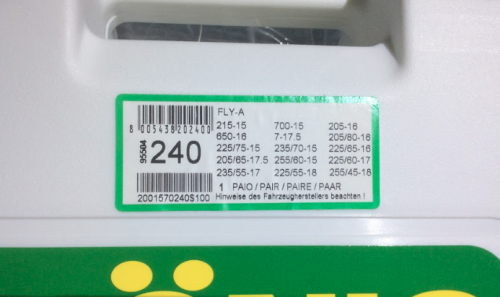 FLY-A
215-15 700-15 205-16
650-16 7-17.5 205/80-16
225/75-15 235/70-15 225/65-16
205/65-17.5 255/60-15 225/60-17
235/55-17 225/55-18 255/45-18
8 005438 202400
95504
240
2001570240S100
1 PAIO / PAIR / PAIRE / PAAR
Hinweise des Fahrzeugherstellers beachten !